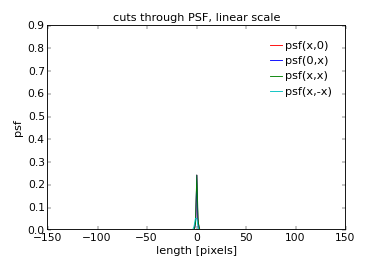 cuts through PSF, linear scale
0.9
0.8
0.7
0.6
0.5
0.4
0.3
0.2
0.1
0.0
psf
psf(x,0)
psf(0,x)
psf(x,x)
psf(x,-x)
−150
−100
−50
0
50
100
150
length [pixels]